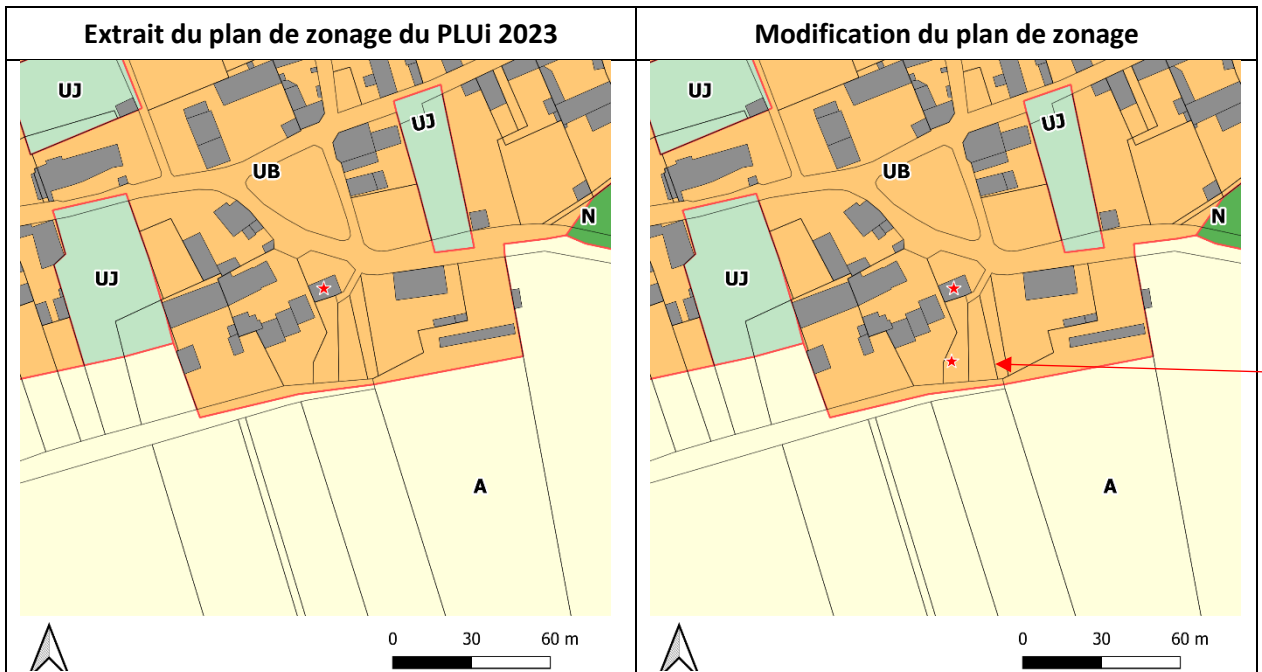 Extrait du plan de zonage du PLUi 2023
UJ
UJ
UB
N
UJ
A
0 30 60 m
Modification du plan de zonage
UJ
UJ
UB
N
UJ
A
0 30 60 m